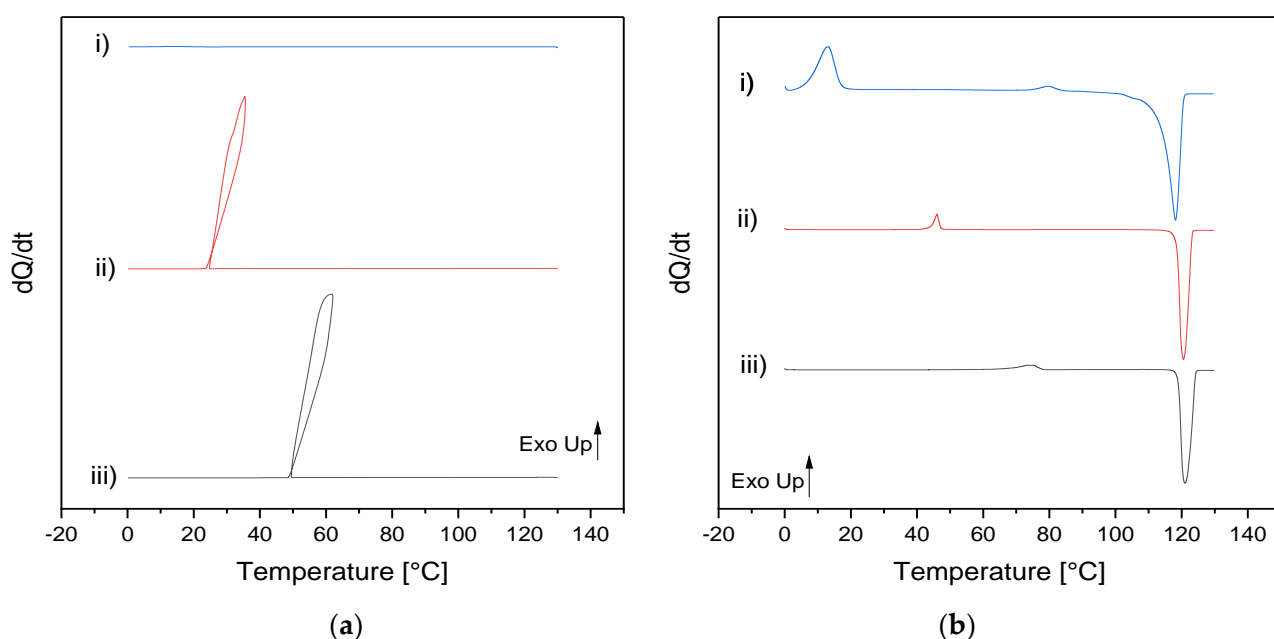 i)
ii)
iii)
dQ/dt
Exo Up
-20 0 20 40 60 80 100 120 140
Temperature [°C]
(a)
i)
ii)
iii)
dQ/dt
Exo Up
-20 0 20 40 60 80 100 120 140
Temperature [°C]
(b)